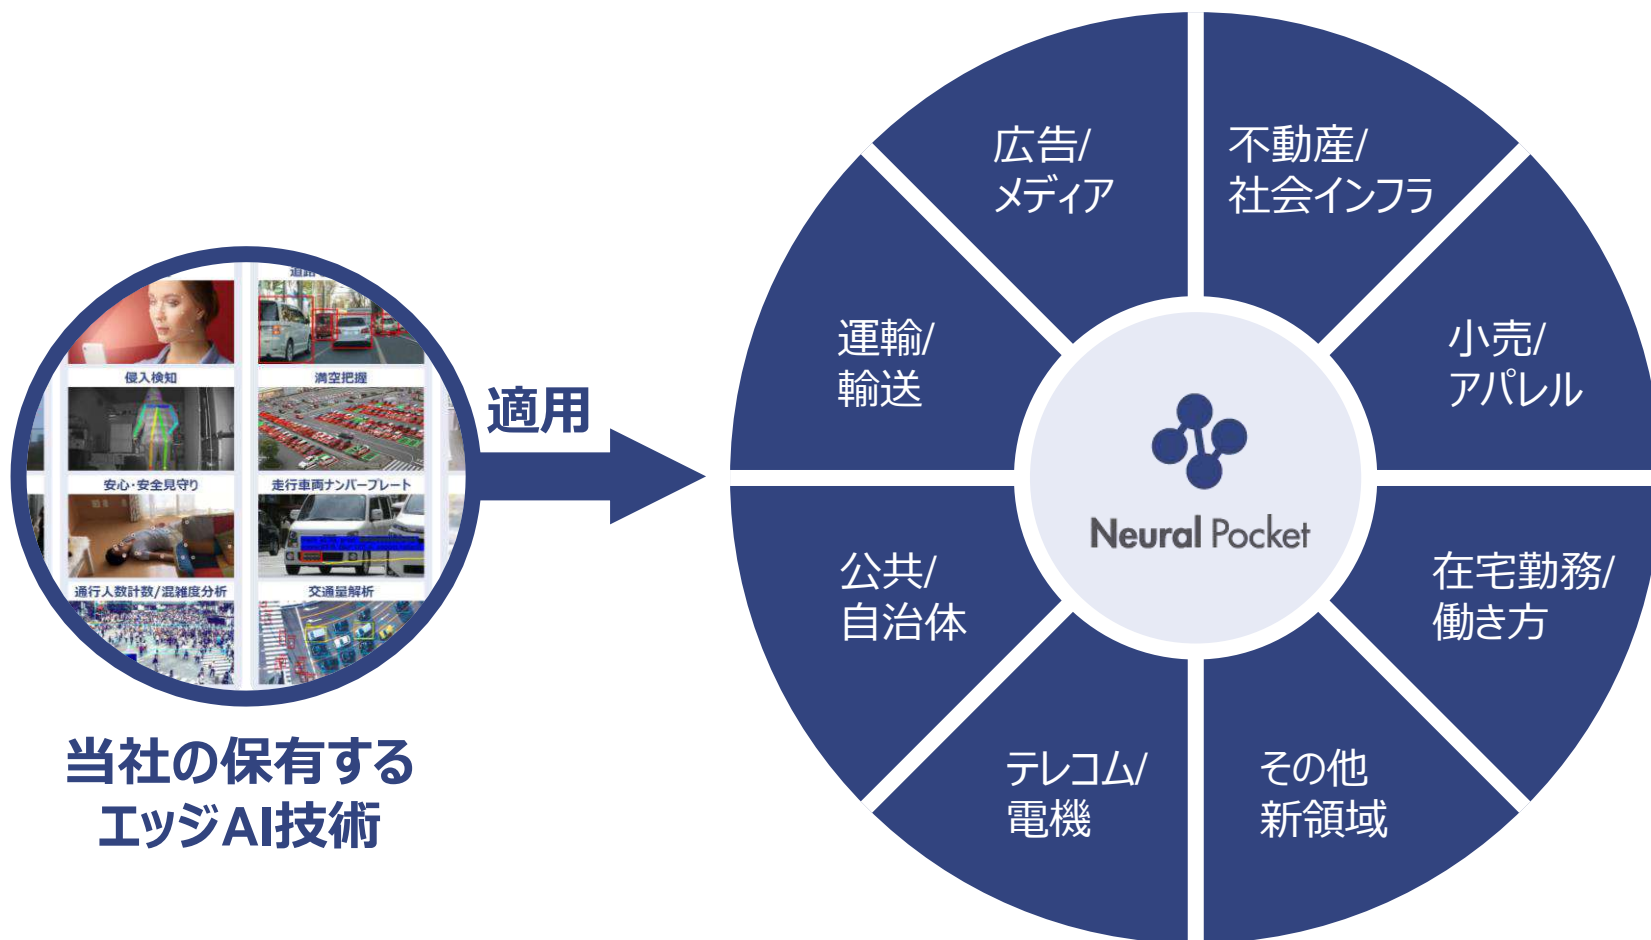 道路
侵入検知
満空把握
安心・安全見守り
走行車両ナンバープレート
通行人数計数/混雑度分析
交通量解析
当社の保有する
エッジAI技術
適用
広告/
メディア
不動産/
社会インフラ
運輸/
輸送
小売/
アパレル
Neural Pocket
公共/
自治体
在宅勤務/
働き方
テレコム/
電機
その他
新領域